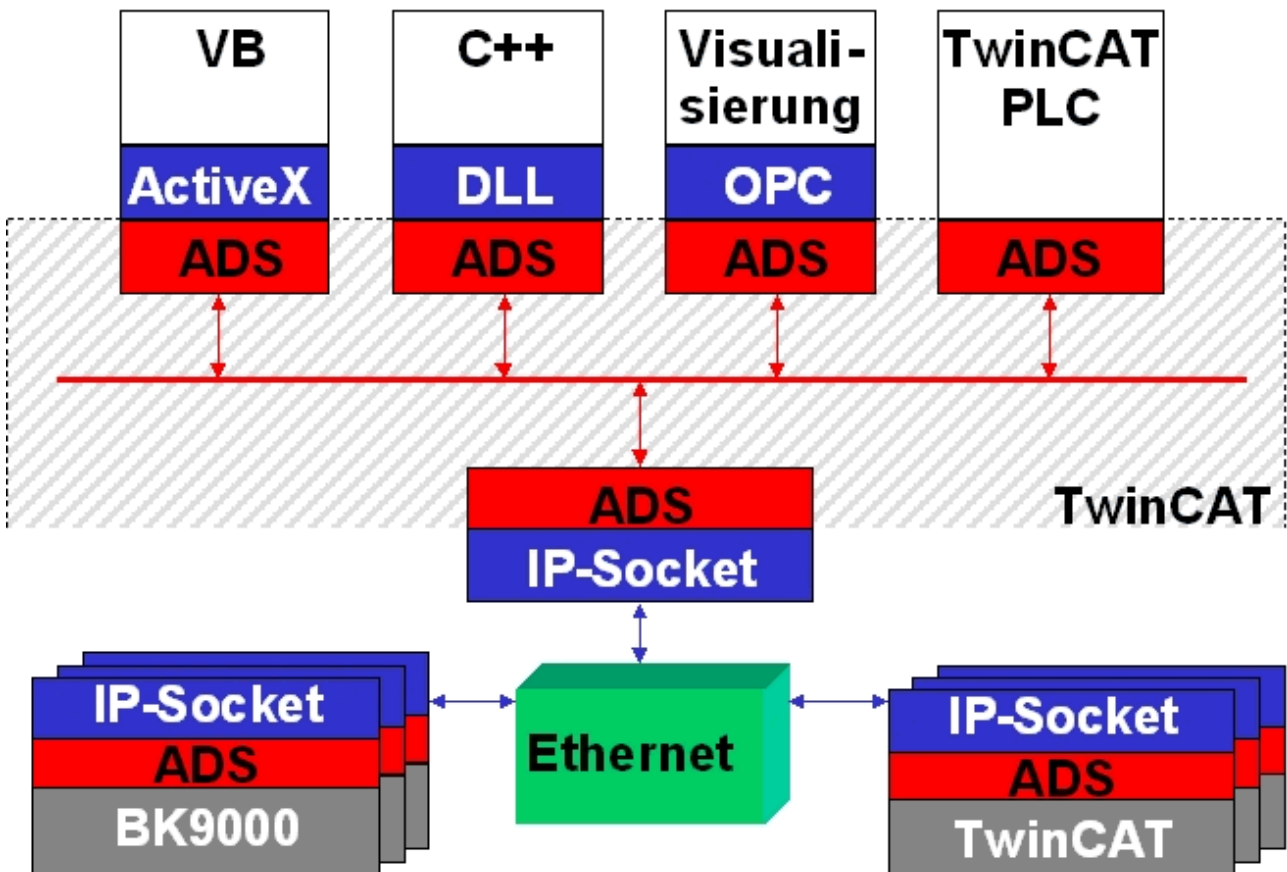 VB
ActiveX
ADS
C++
DLL
ADS
Visuali-
sierung
OPC
ADS
TwinCAT
PLC
ADS
ADS
IP-Socket
TwinCAT
IP-Socket
ADS
BK9000
Ethernet
IP-Socket
ADS
TwinCAT